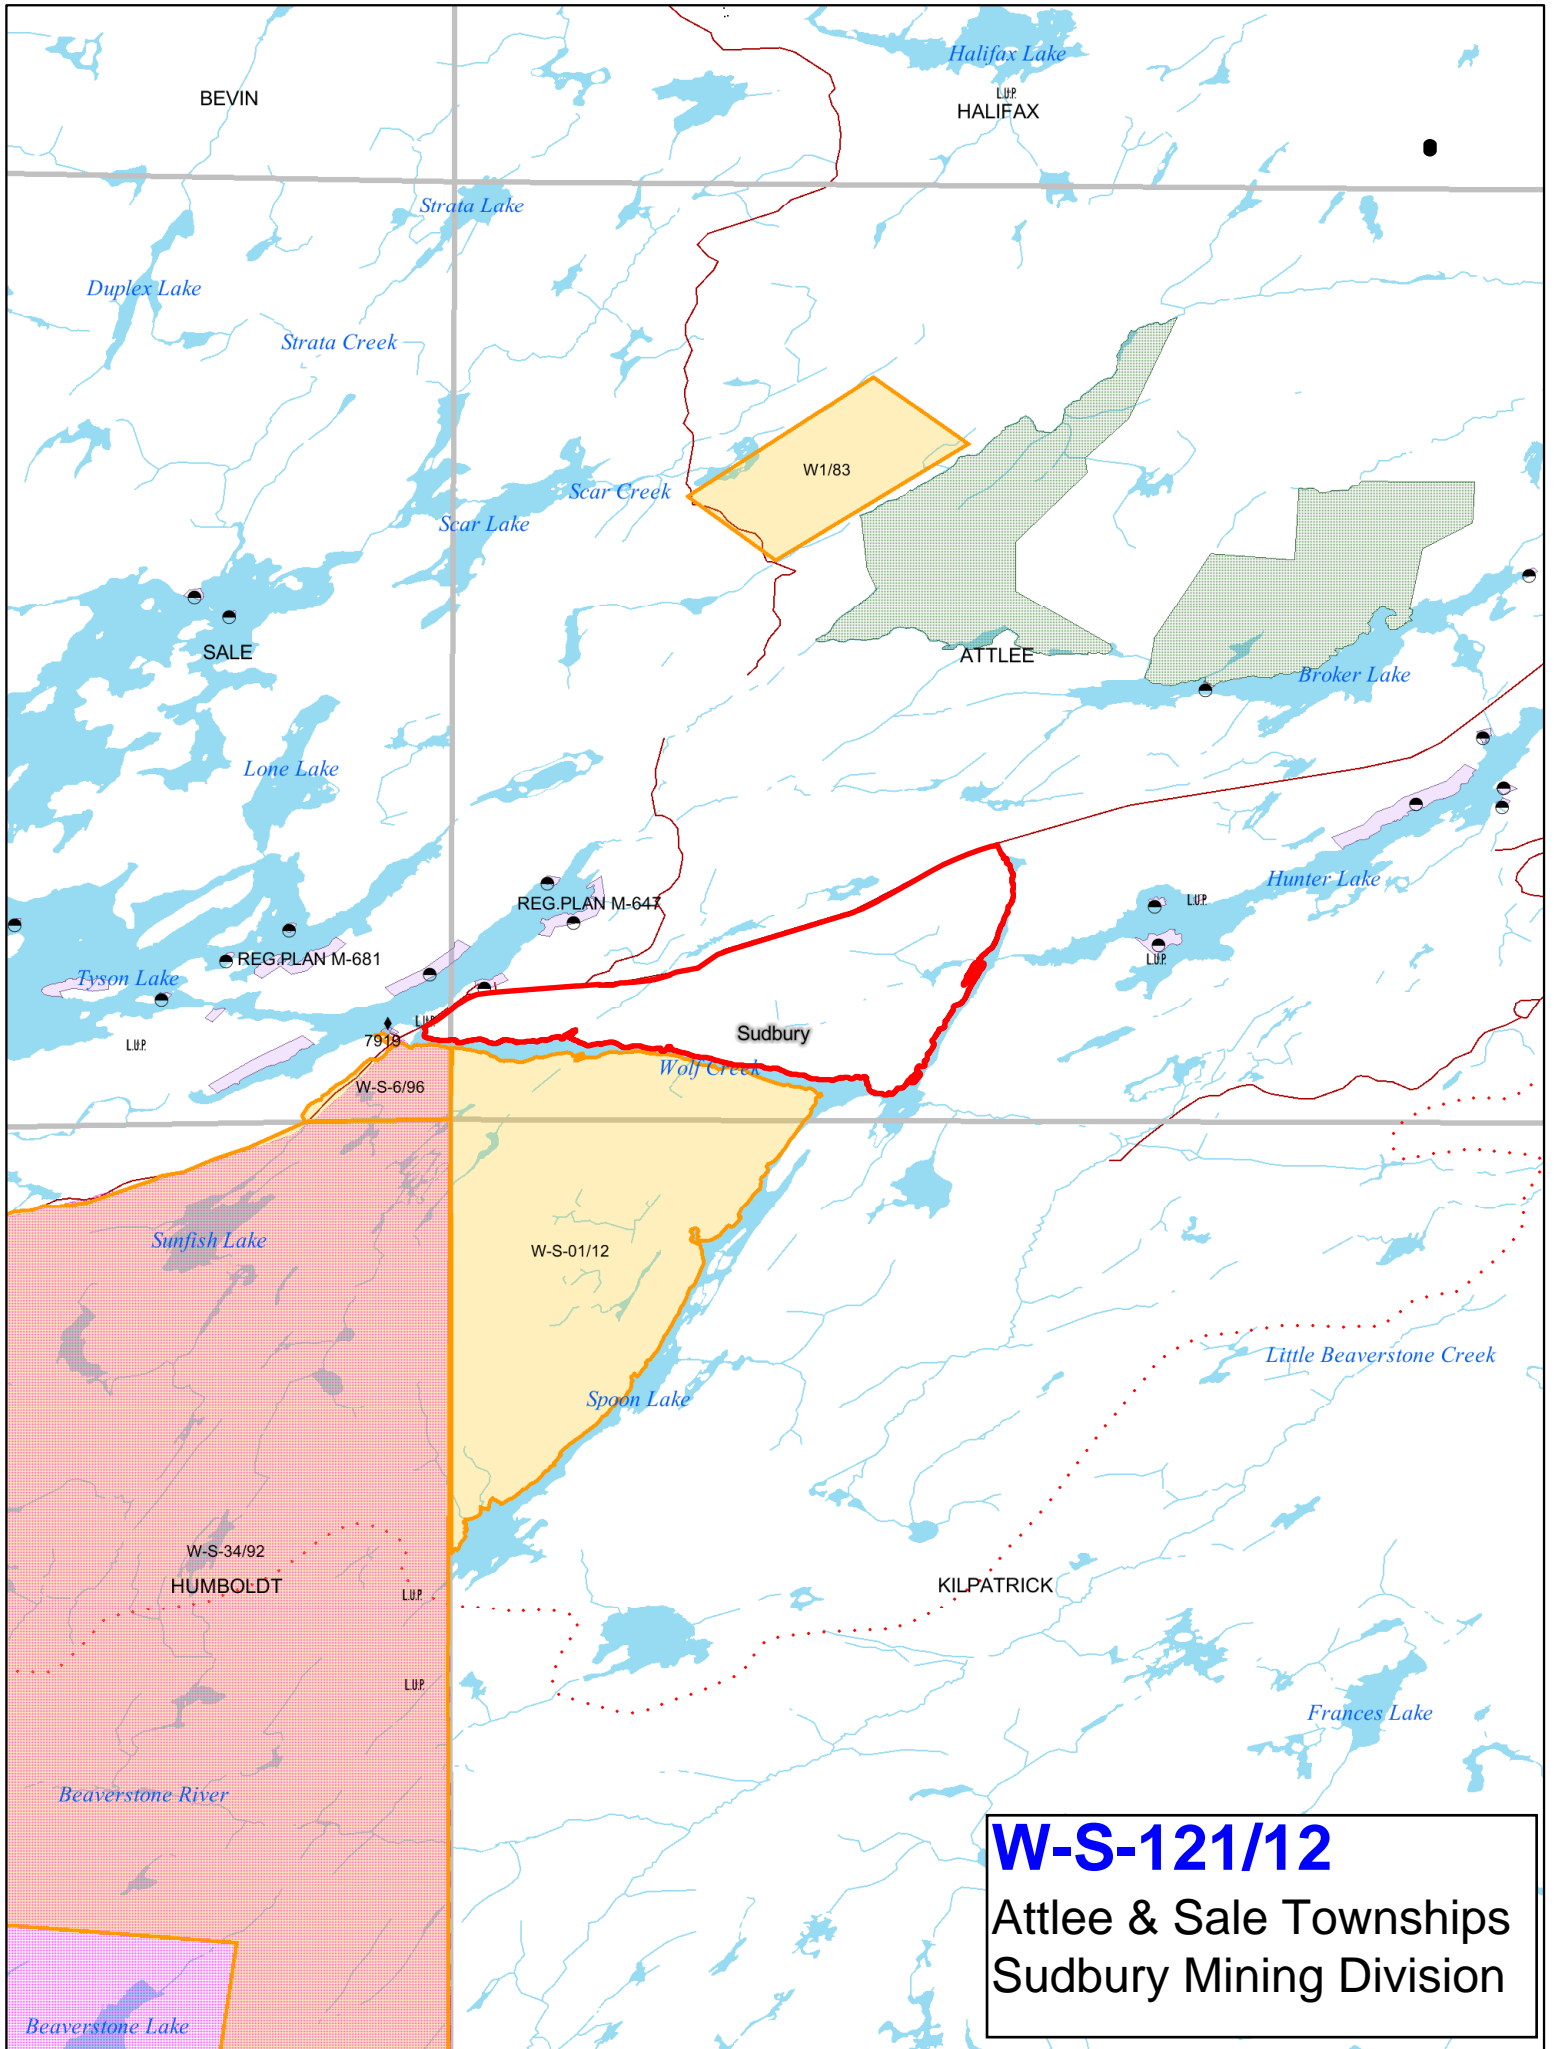 Halifax Lake
BEVIN
L.U.P.
HALIFAX
Strata Lake
Duplex Lake
Strata Creek
W1/83
Scar Creek
Scar Lake
SALE
ATTLEE
Broker Lake
Lone Lake
Hunter Lake
L.U.P.
REG.PLAN M-647
REG.PLAN M-681
L.U.P.
Tyson Lake
L.U.P.
Sudbury
7919
L.U.P.
Wolf Creek
W-S-6/96
Sunfish Lake
W-S-01/12
Little Beaverstone Creek
Spoon Lake
W-S-34/92
HUMBOLDT
L.U.P.
KILPATRICK
L.U.P.
Frances Lake
Beaverstone River
W-S-121/12
Attlee & Sale Townships
Sudbury Mining Division
Beaverstone Lake